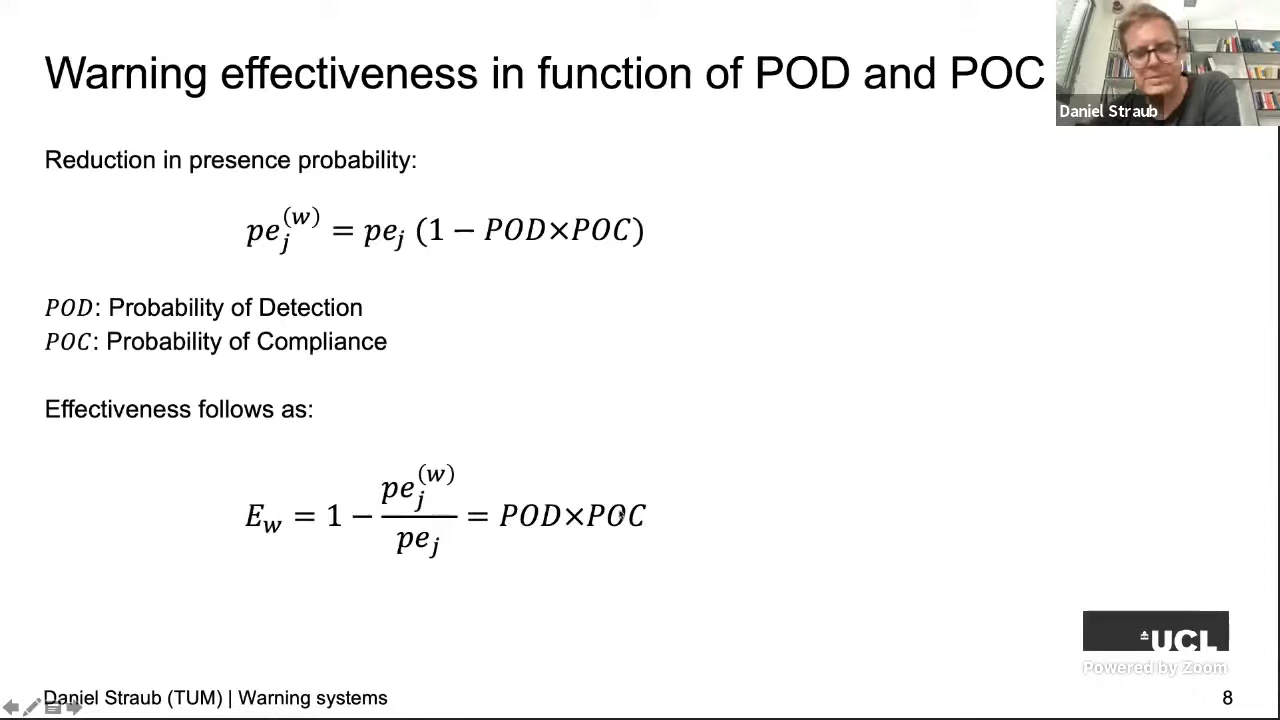 Warning effectiveness in function of POD and POC
Daniel Straub
Reduction in presence probability:
pe_j^(w) = pe_j (1 − POD×POC)
POD: Probability of Detection
POC: Probability of Compliance
Effectiveness follows as:
E_w = 1 − pe_j^(w) / pe_j = POD×POC
UCL
Powered by Zoom
Daniel Straub (TUM) | Warning systems
8